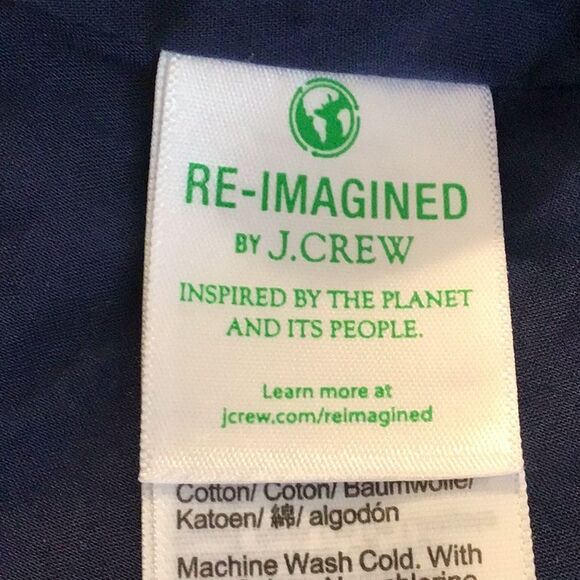 RE-IMAGINED
BY J.CREW
INSPIRED BY THE PLANET
AND ITS PEOPLE.
Learn more at
jcrew.com/reimagined
Cotton/ Coton/ Baumwolle/
Katoen/ 綿/ algodón
Machine Wash Cold. With